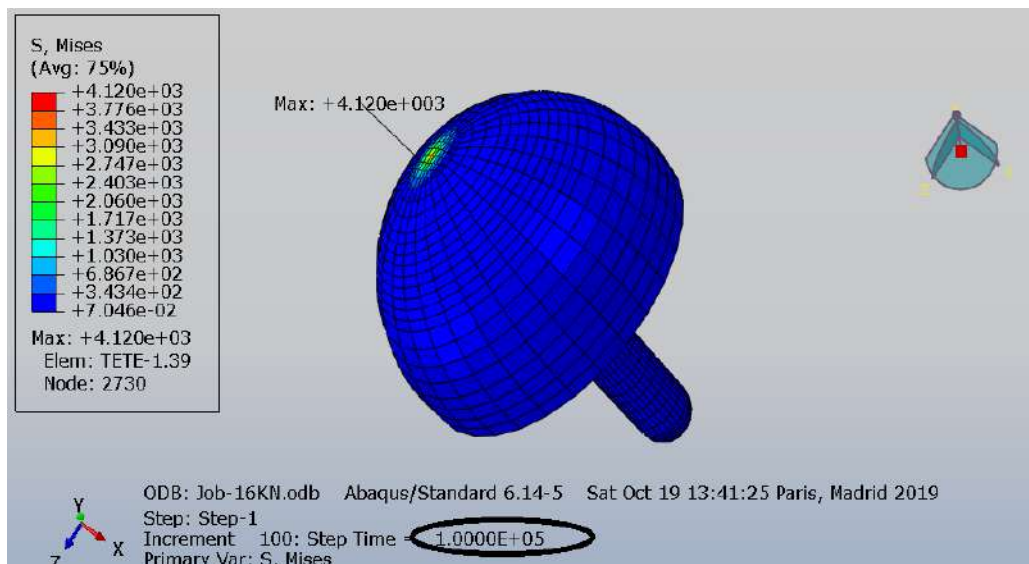 S, Mises
(Avg: 75%)
+4.120e+03
+3.776e+03
+3.433e+03
+3.090e+03
+2.747e+03
+2.403e+03
+2.060e+03
+1.717e+03
+1.373e+03
+1.030e+03
+6.867e+02
+3.434e+02
+7.046e-02
Max: +4.120e+03
Elem: TETE-1.39
Node: 2730
Max: +4.120e+003
ODB: Job-16KN.odb Abaqus/Standard 6.14-5 Sat Oct 19 13:41:25 Paris, Madrid 2019
Step: Step-1
Increment 100: Step Time = 1.0000E+05
Primary Var: S, Mises
Y
X
Z